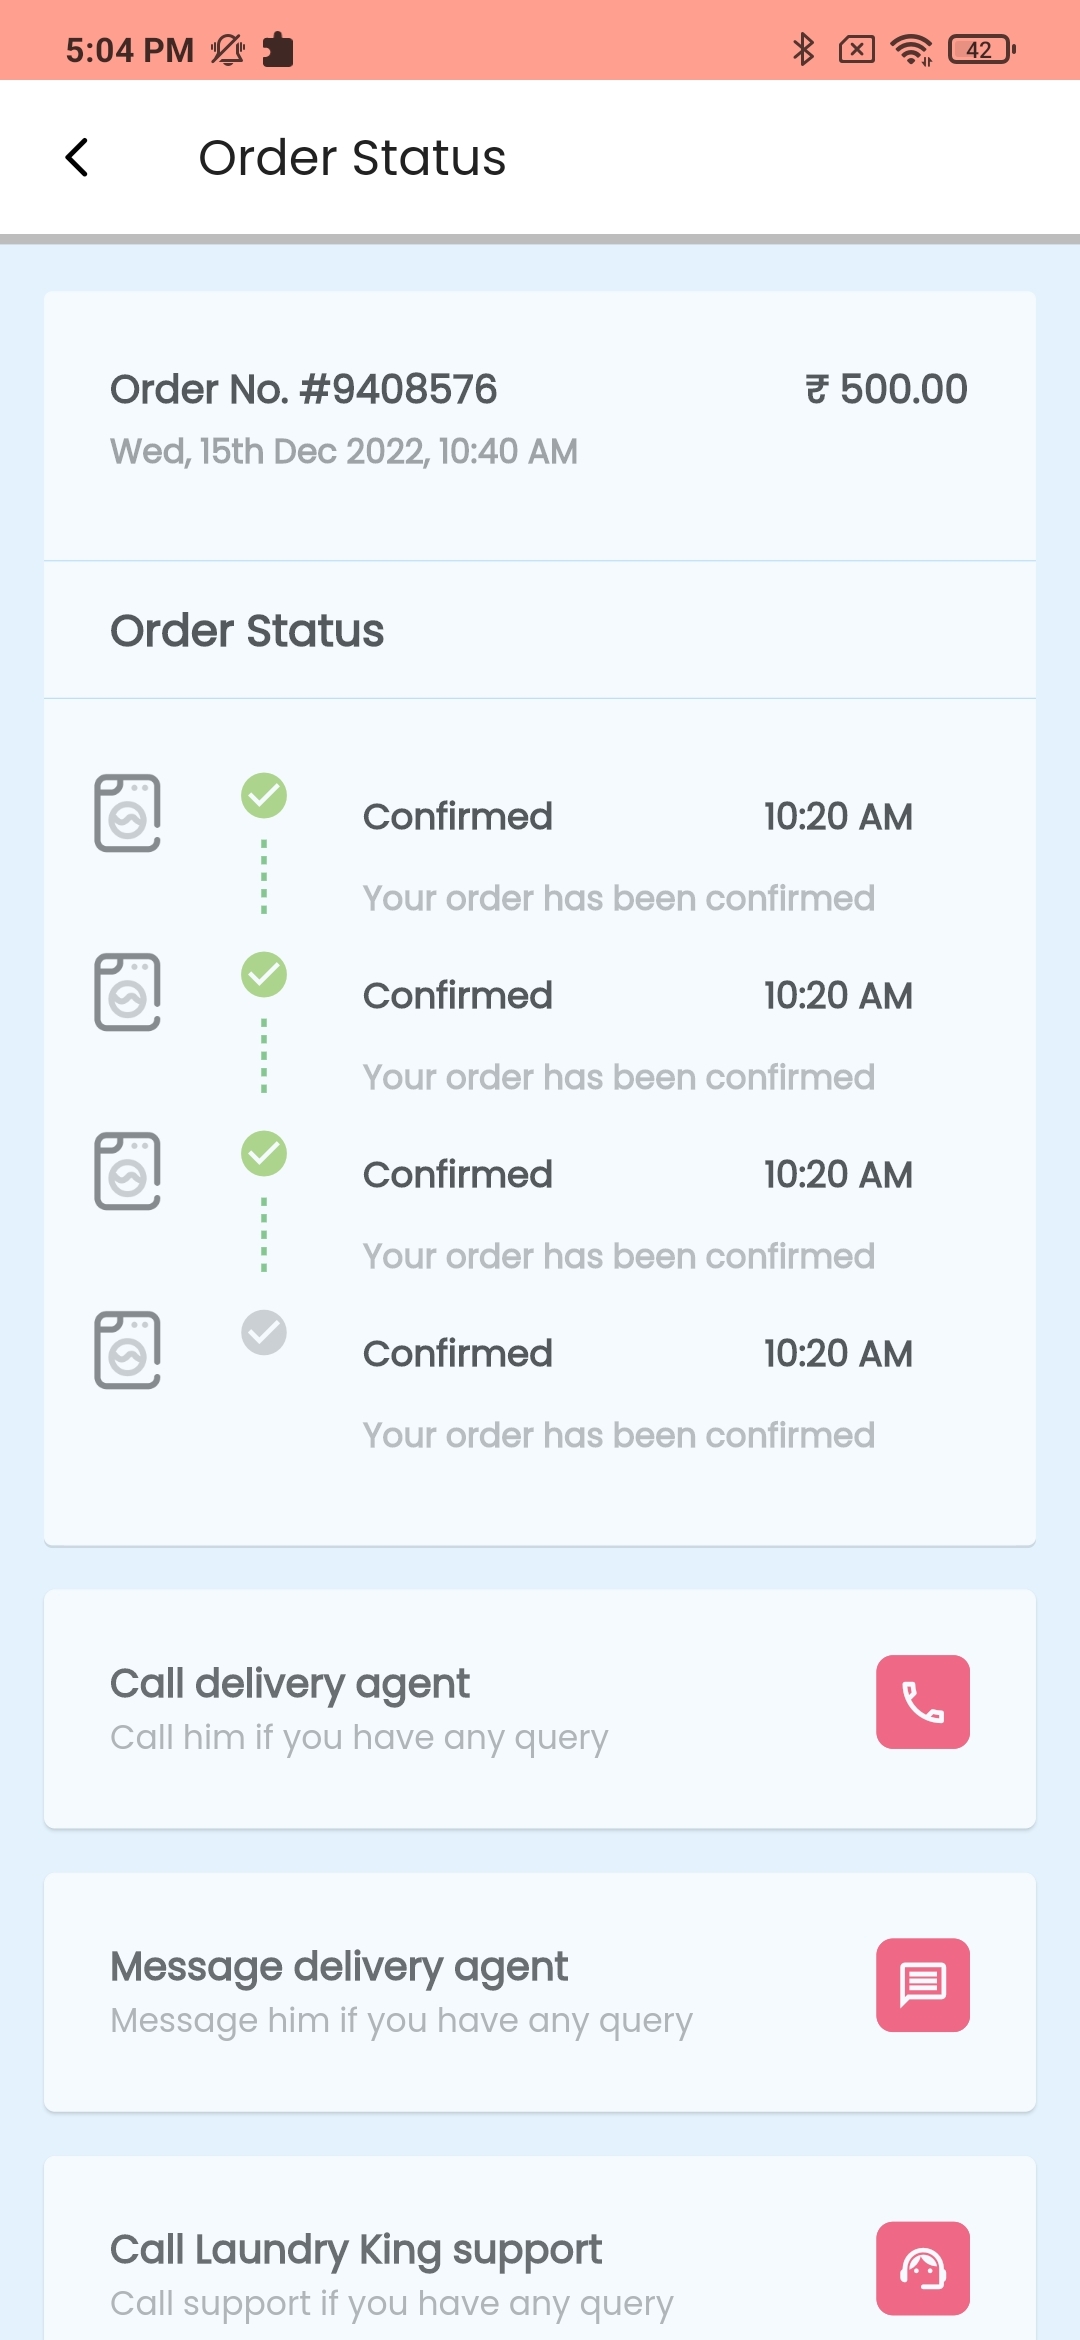 5:04 PM
42
Order Status
Order No. #9408576
₹ 500.00
Wed, 15th Dec 2022, 10:40 AM
Order Status
Confirmed
10:20 AM
Your order has been confirmed
Confirmed
10:20 AM
Your order has been confirmed
Confirmed
10:20 AM
Your order has been confirmed
Confirmed
10:20 AM
Your order has been confirmed
Call delivery agent
Call him if you have any query
Message delivery agent
Message him if you have any query
Call Laundry King support
Call support if you have any query